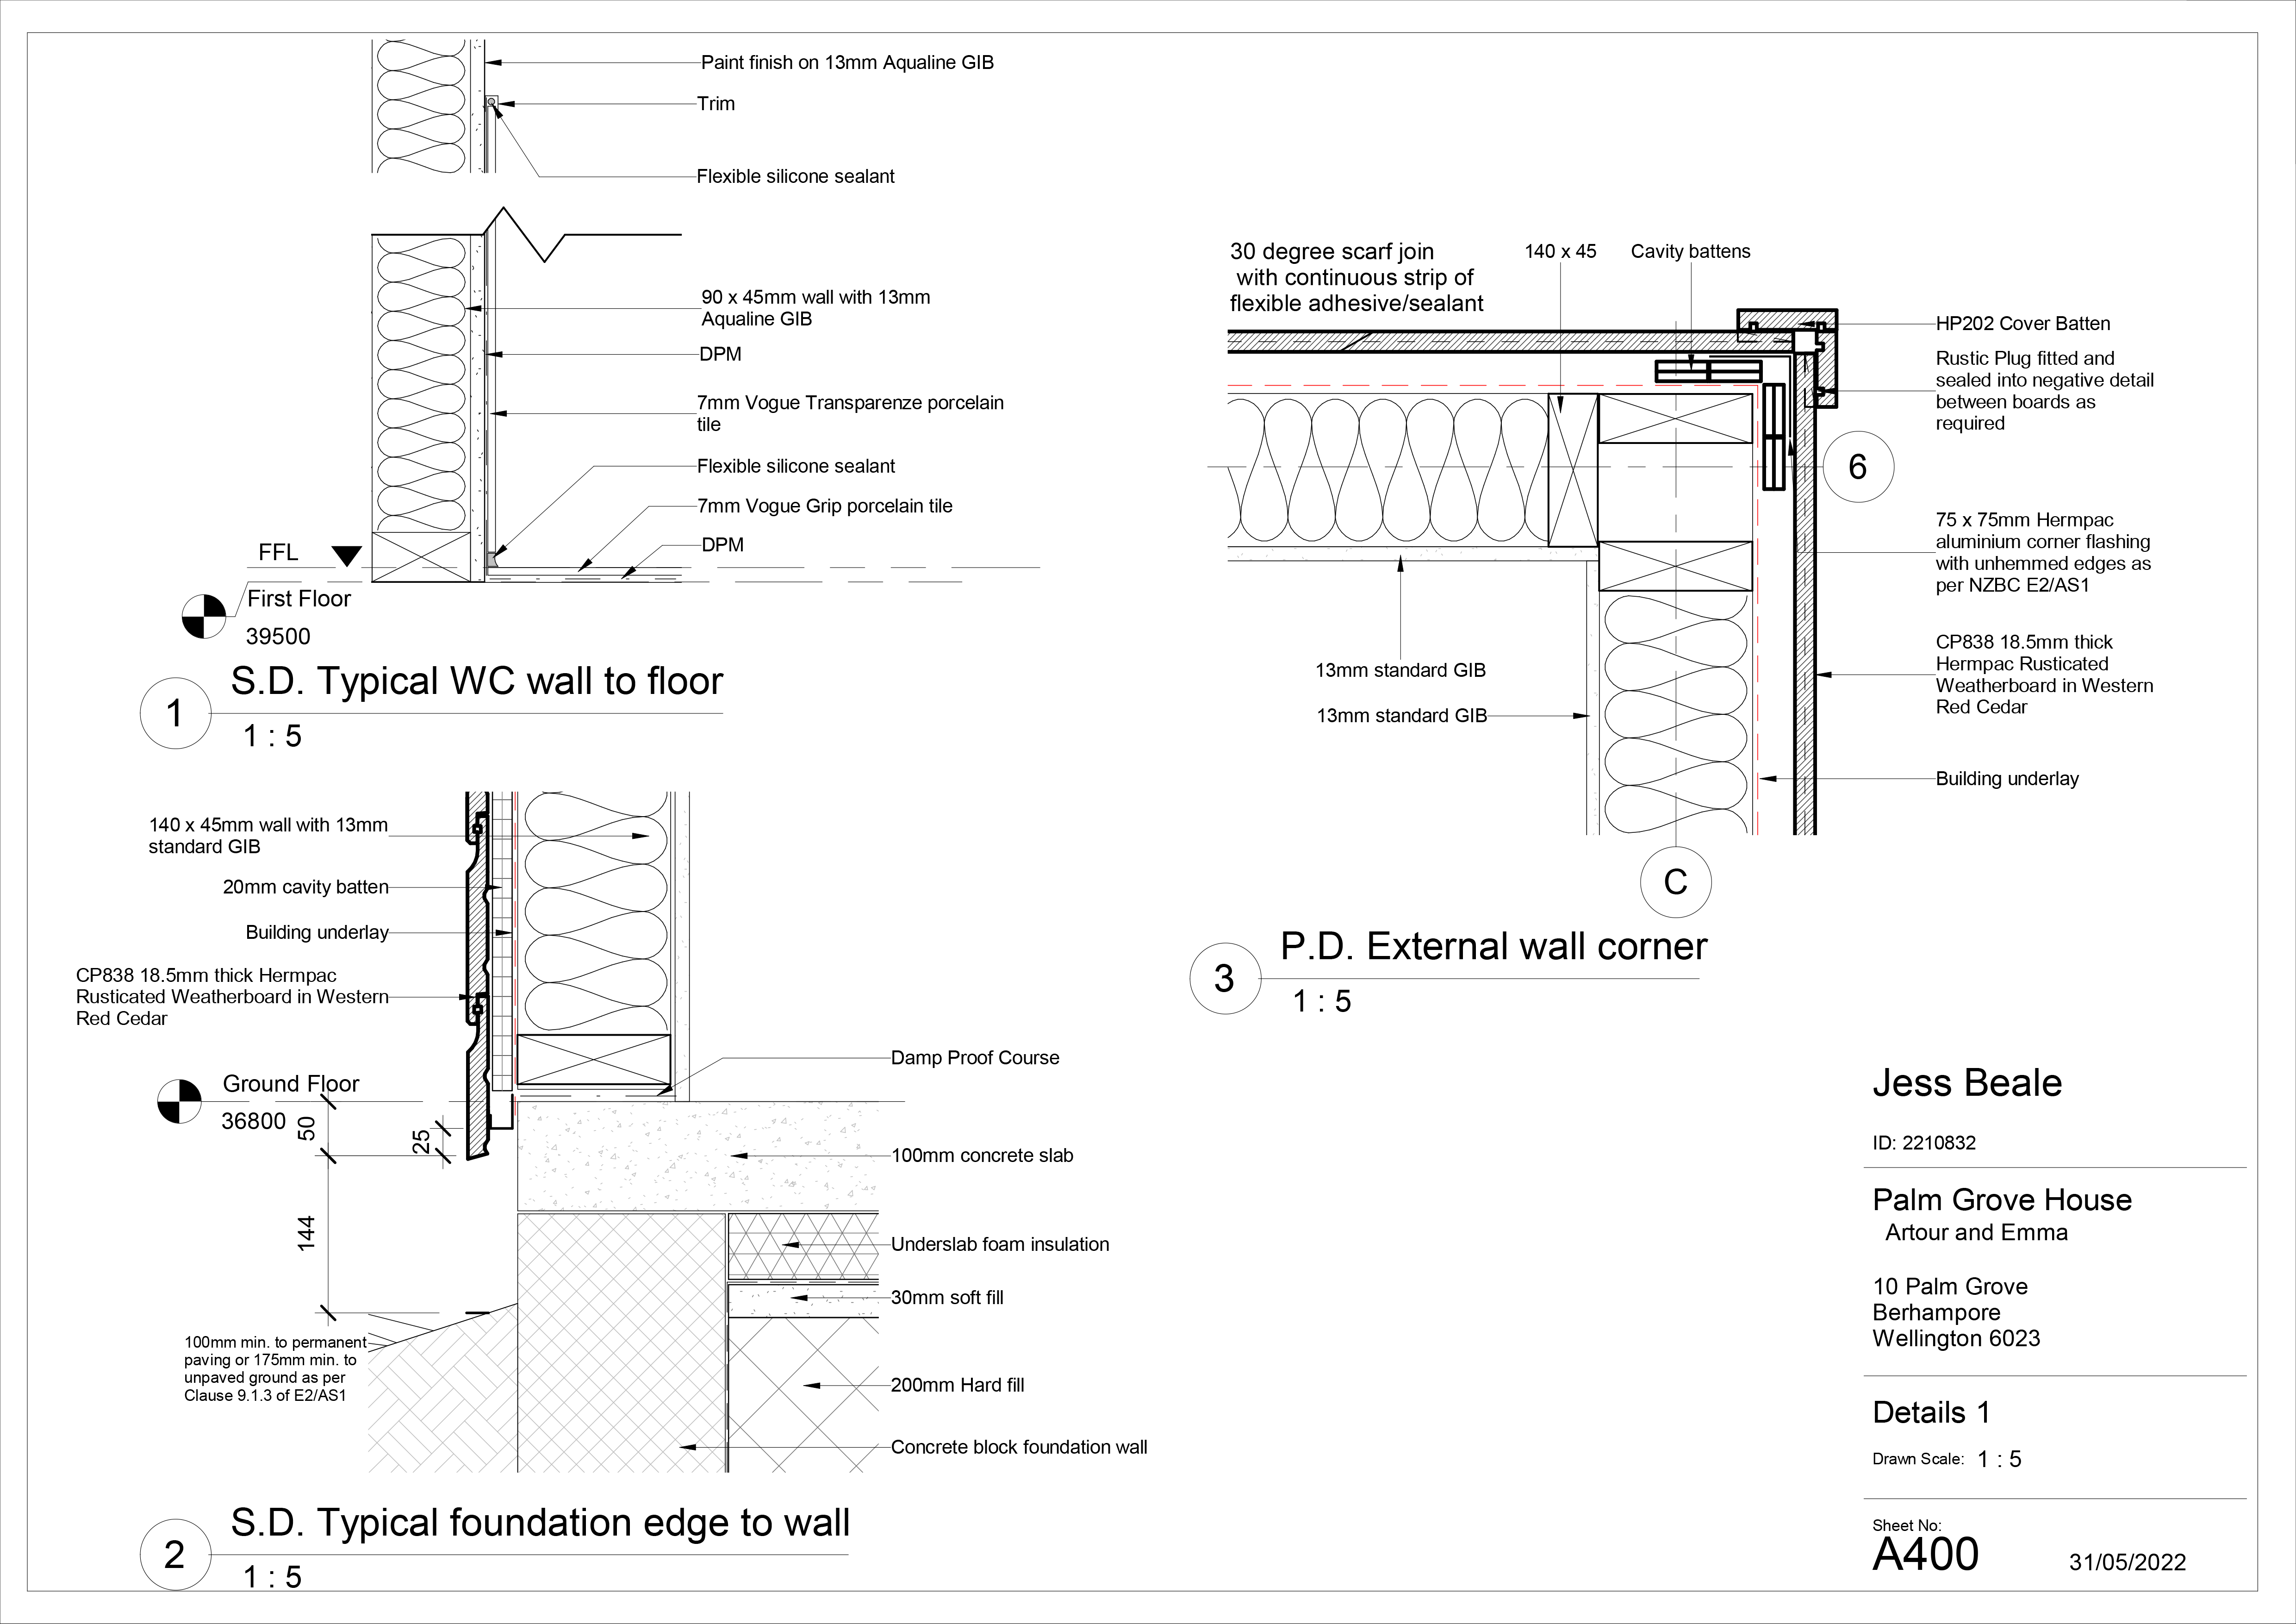 Paint finish on 13mm Aqualine GIB
Trim
Flexible silicone sealant
90 x 45mm wall with 13mm
Aqualine GIB
DPM
7mm Vogue Transparenze porcelain
tile
Flexible silicone sealant
7mm Vogue Grip porcelain tile
DPM
FFL
First Floor
39500
1
S.D. Typical WC wall to floor
1 : 5
140 x 45mm wall with 13mm
standard GIB
20mm cavity batten
Building underlay
CP838 18.5mm thick Hermpac
Rusticated Weatherboard in Western
Red Cedar
Ground Floor
36800
50
25
144
100mm min. to permanent
paving or 175mm min. to
unpaved ground as per
Clause 9.1.3 of E2/AS1
Damp Proof Course
100mm concrete slab
Underslab foam insulation
30mm soft fill
200mm Hard fill
Concrete block foundation wall
2
S.D. Typical foundation edge to wall
1 : 5
30 degree scarf join
with continuous strip of
flexible adhesive/sealant
140 x 45
Cavity battens
HP202 Cover Batten
Rustic Plug fitted and
sealed into negative detail
between boards as
required
6
75 x 75mm Hermpac
aluminium corner flashing
with unhemmed edges as
per NZBC E2/AS1
CP838 18.5mm thick
Hermpac Rusticated
Weatherboard in Western
Red Cedar
Building underlay
13mm standard GIB
13mm standard GIB
C
3
P.D. External wall corner
1 : 5
Jess Beale
ID: 2210832
Palm Grove House
Artour and Emma
10 Palm Grove
Berhampore
Wellington 6023
Details 1
Drawn Scale: 1 : 5
Sheet No:
A400
31/05/2022